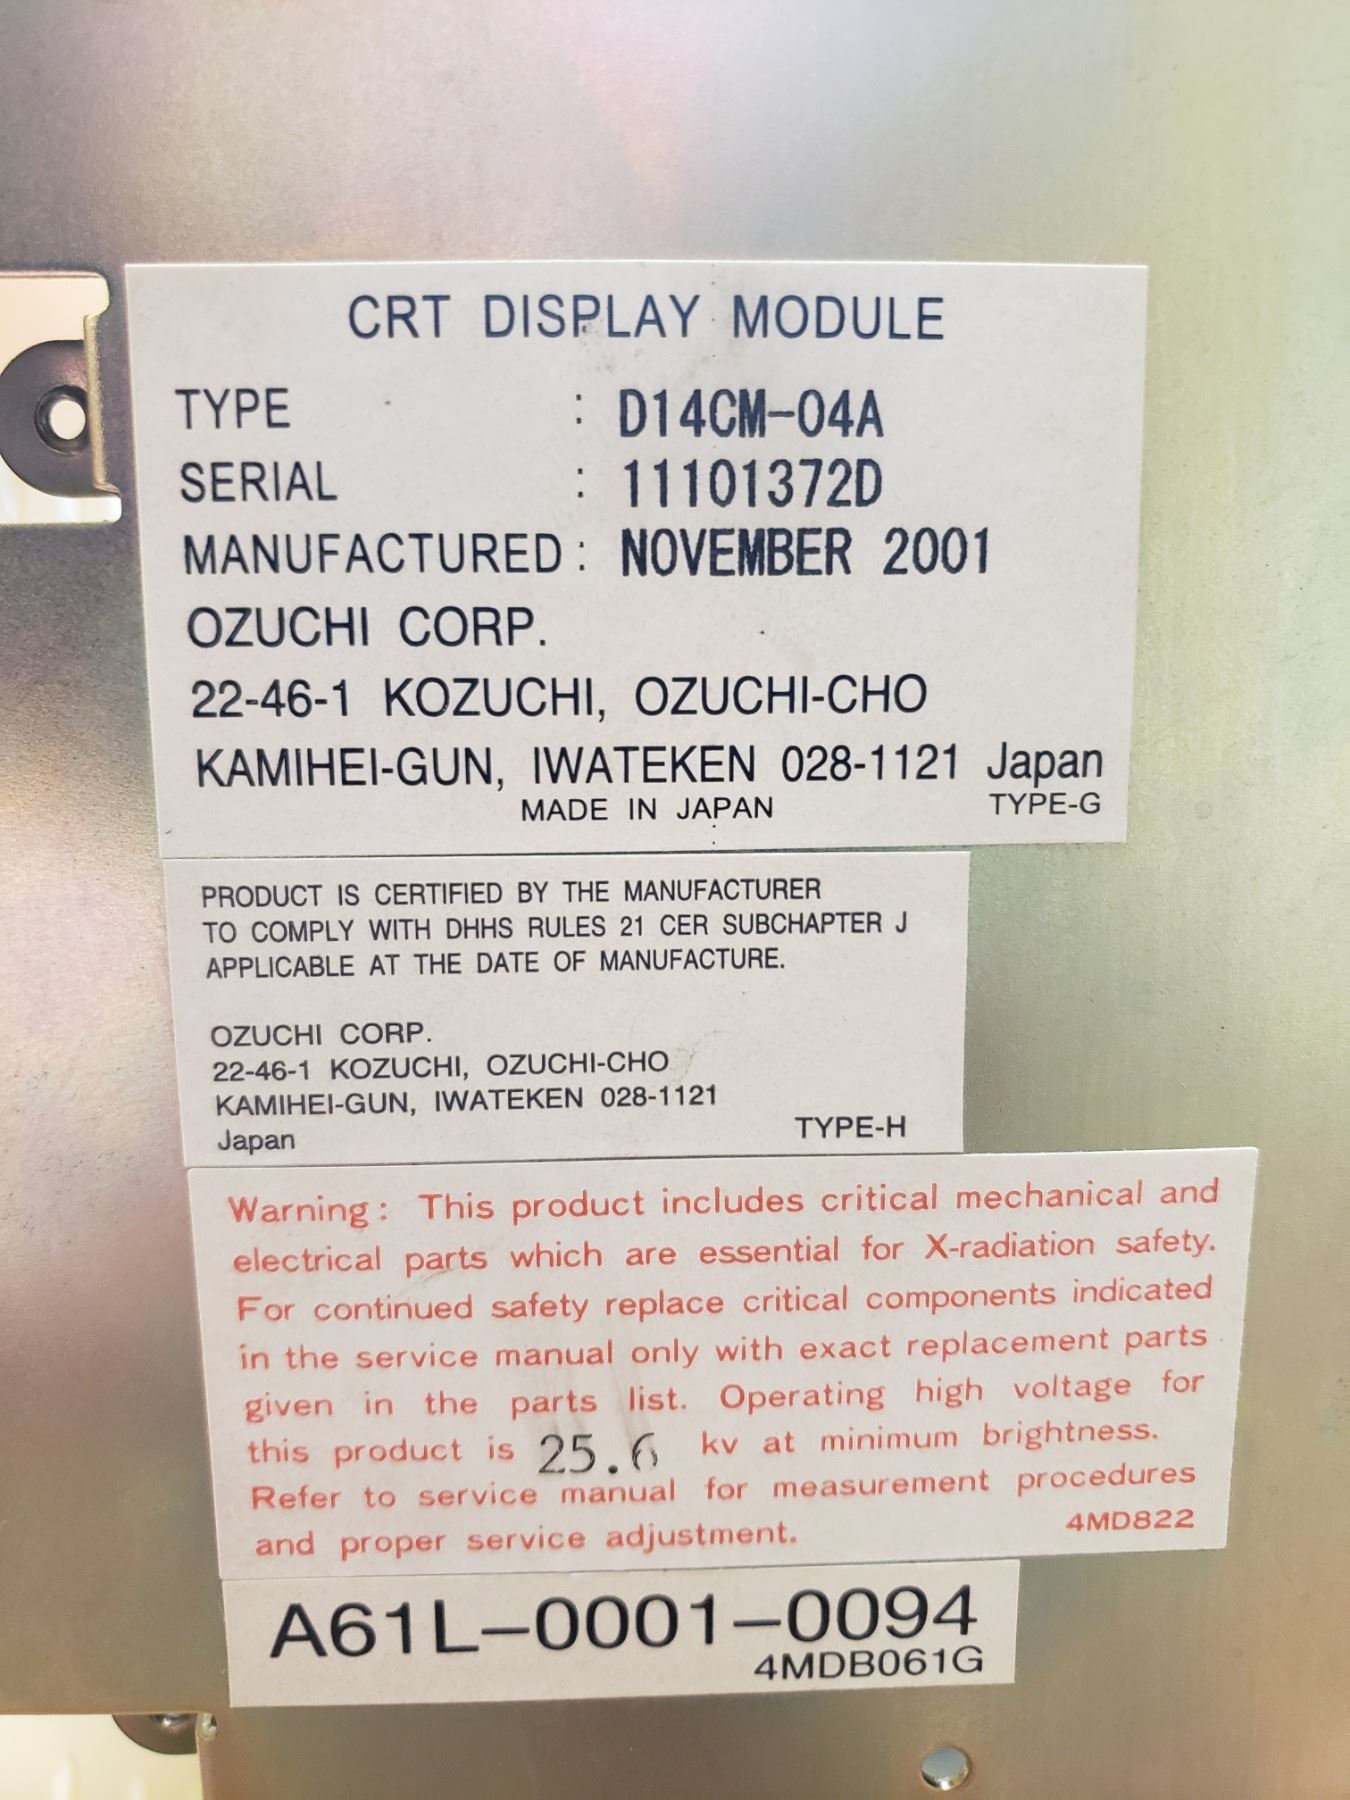 CRT DISPLAY MODULE
TYPE : D14CM-04A
SERIAL : 11101372D
MANUFACTURED : NOVEMBER 2001
OZUCHI CORP.
22-46-1 KOZUCHI, OZUCHI-CHO
KAMIHEI-GUN, IWATEKEN 028-1121 Japan
MADE IN JAPAN TYPE-G
PRODUCT IS CERTIFIED BY THE MANUFACTURER
TO COMPLY WITH DHHS RULES 21 CER SUBCHAPTER J
APPLICABLE AT THE DATE OF MANUFACTURE.
OZUCHI CORP.
22-46-1 KOZUCHI, OZUCHI-CHO
KAMIHEI-GUN, IWATEKEN 028-1121
Japan TYPE-H
Warning : This product includes critical mechanical and
electrical parts which are essential for X-radiation safety.
For continued safety replace critical components indicated
in the service manual only with exact replacement parts
given in the parts list. Operating high voltage for
this product is 25.6 kv at minimum brightness.
Refer to service manual for measurement procedures
and proper service adjustment. 4MD822
A61L-0001-0094
4MDB061G